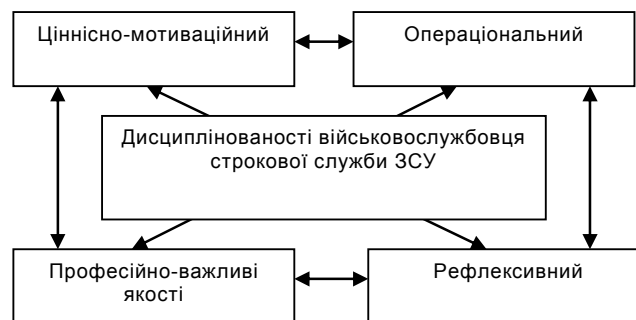 Ціннісно-мотиваційний
Операціональний
Дисциплінованості військовослужбовця
строкової служби ЗСУ
Професійно-важливі
якості
Рефлексивний